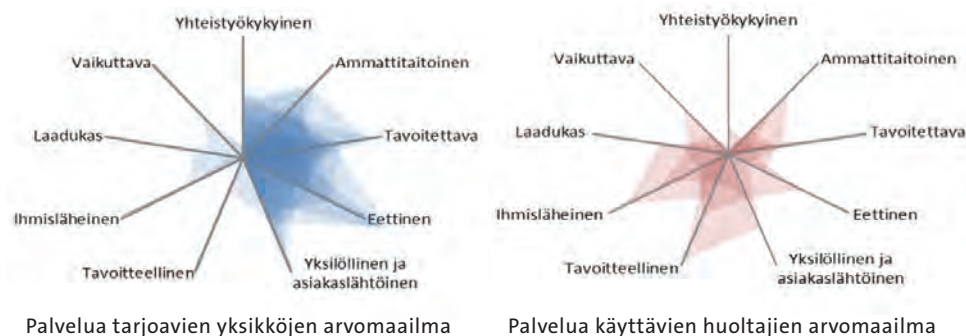 Yhteistyökykyinen
Ammattitaitoinen
Tavoitettava
Eettinen
Yksilöllinen ja
asiakaslähtöinen
Tavoitteellinen
Ihmisläheinen
Laadukas
Vaikuttava
Palvelua tarjoavien yksikköjen arvomaailma
Yhteistyökykyinen
Ammattitaitoinen
Tavoitettava
Eettinen
Yksilöllinen ja
asiakaslähtöinen
Tavoitteellinen
Ihmisläheinen
Laadukas
Vaikuttava
Palvelua käyttävien huoltajien arvomaailma